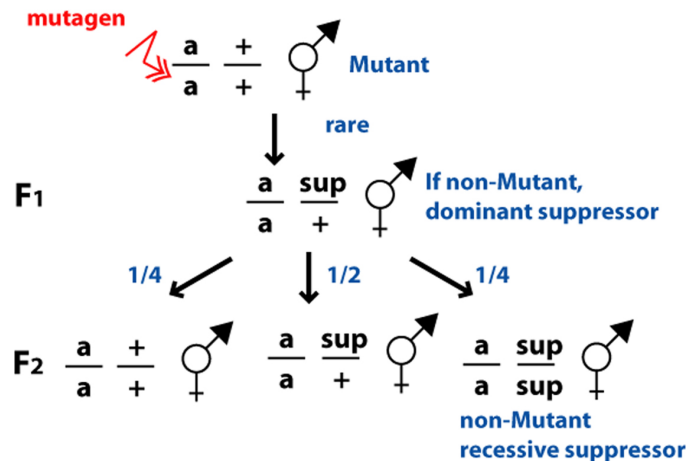 mutagen
a +
a +
Mutant
rare
F1
a sup
a +
If non-Mutant,
dominant suppressor
1/4
1/2
1/4
F2
a +
a +
a sup
a +
a sup
a sup
non-Mutant
recessive suppressor